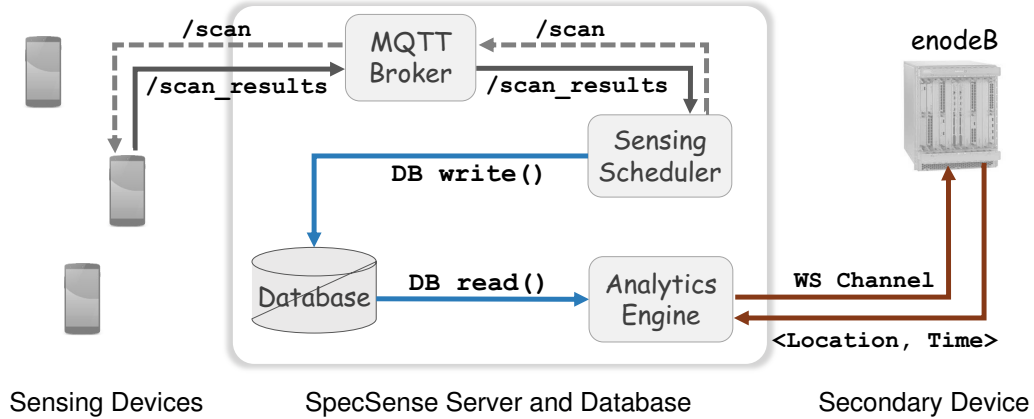 /scan
MQTT
Broker
/scan
enodeB
/scan_results
/scan_results
Sensing
Scheduler
DB write()
Database
DB read()
Analytics
Engine
WS Channel
<Location, Time>
Sensing Devices
SpecSense Server and Database
Secondary Device